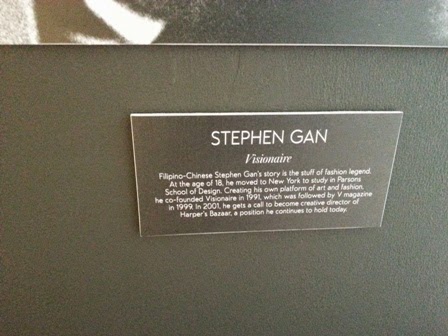 STEPHEN GAN
Visionaire
Filipino-Chinese Stephen Gan's story is the stuff of fashion legend.
At the age of 18, he moved to New York to study in Parsons
School of Design. Creating his own platform of art and fashion,
he co-founded Visionaire in 1991, which was followed by V magazine
in 1999. In 2001, he gets a call to become creative director of
Harper's Bazaar, a position he continues to hold today.